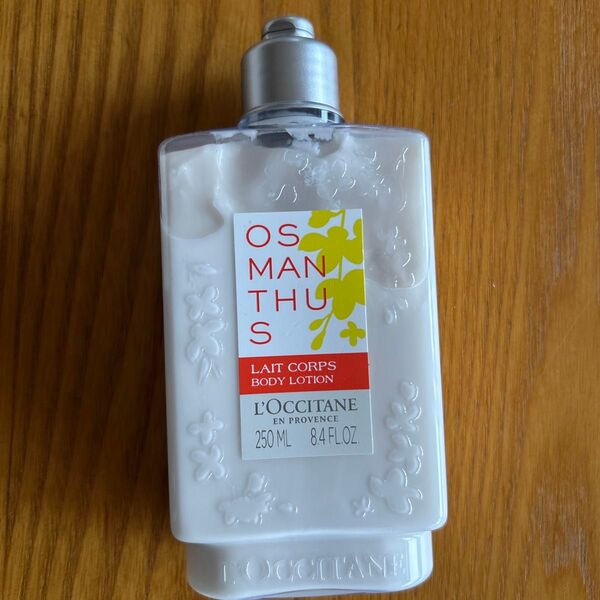 OS
MAN
THU
S
LAIT CORPS
BODY LOTION
L'OCCITANE
EN PROVENCE
250 ML 8.4 FL.OZ.
L'OCCITANE